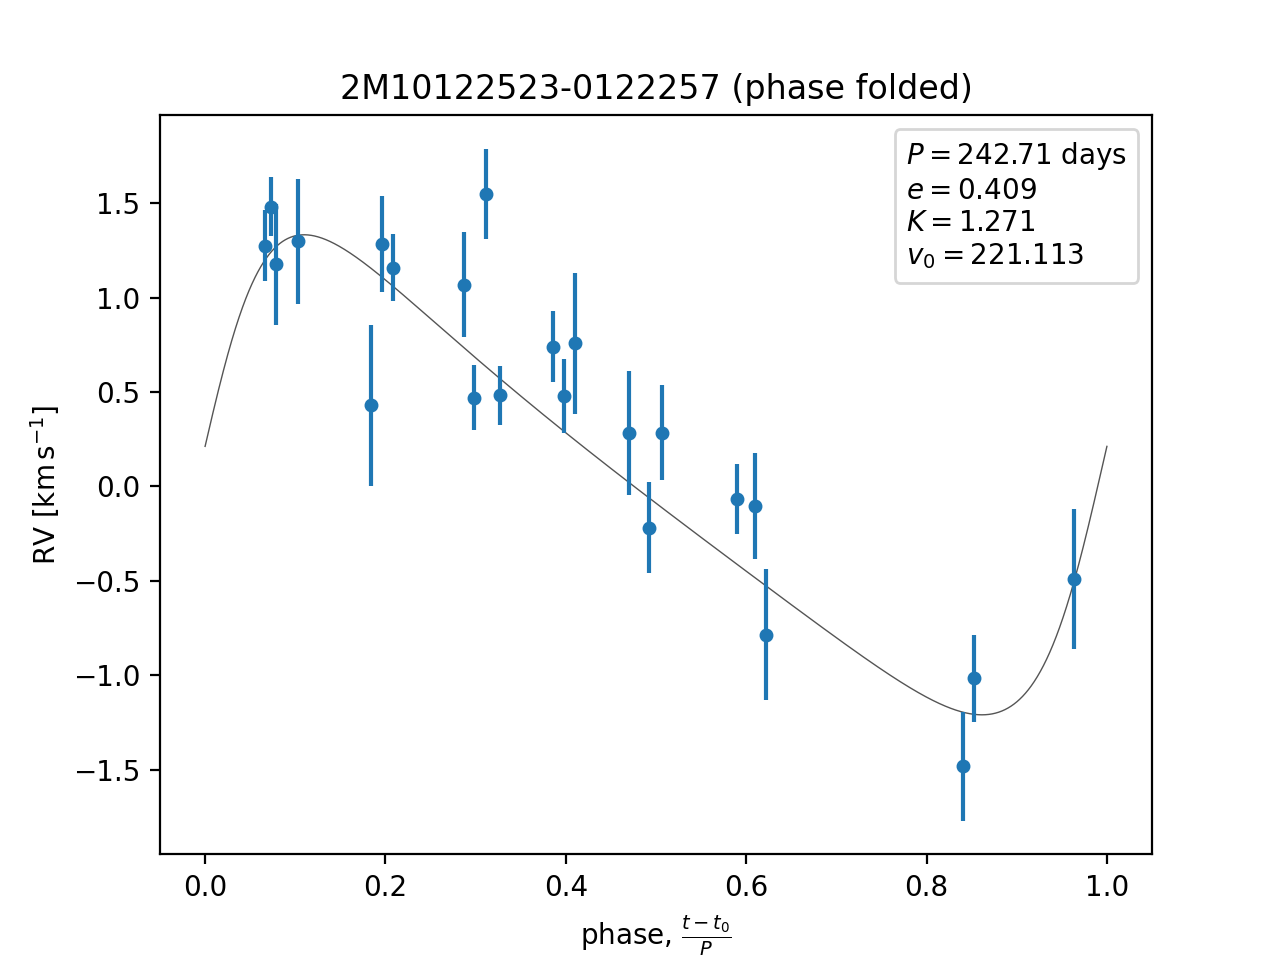 2M10122523-0122257 (phase folded)
P = 242.71 days
e = 0.409
K = 1.271
v₀ = 221.113
RV [km s⁻¹]
1.5
1.0
0.5
0.0
−0.5
−1.0
−1.5
0.0 0.2 0.4 0.6 0.8 1.0
phase, (t − t₀)/P